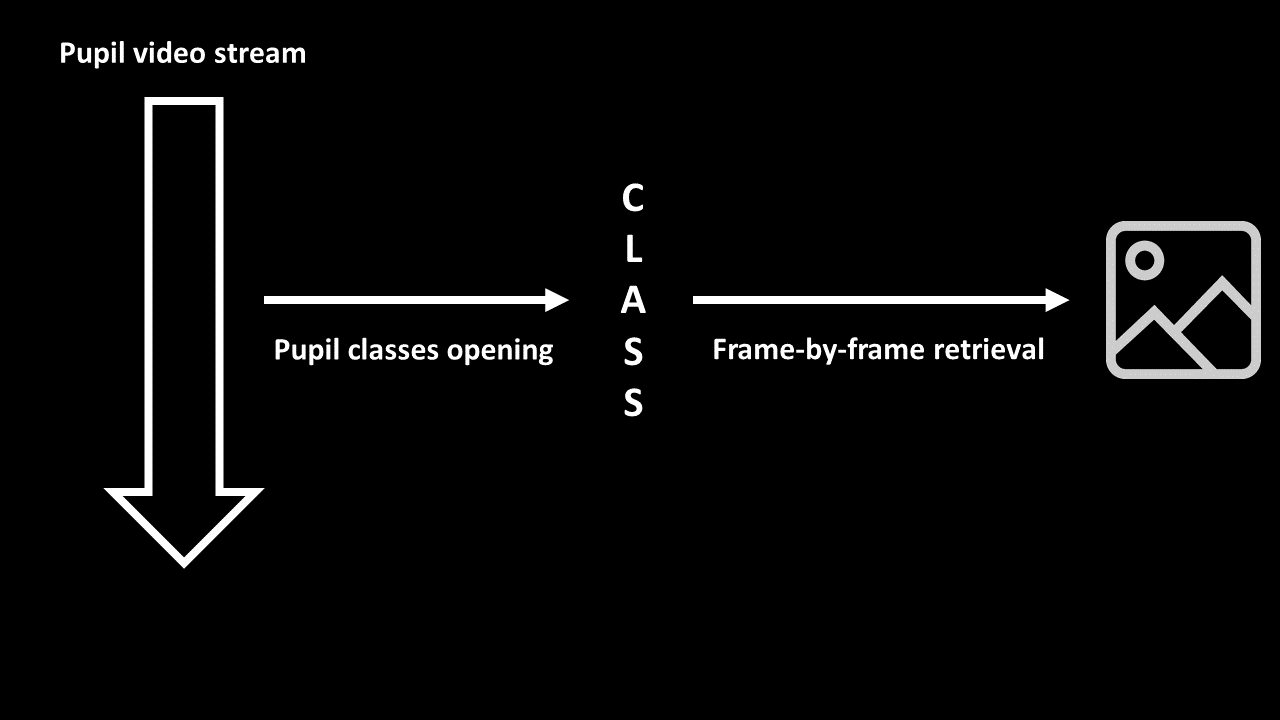 Pupil video stream
C
L
A
S
S
Pupil classes opening
Frame-by-frame retrieval